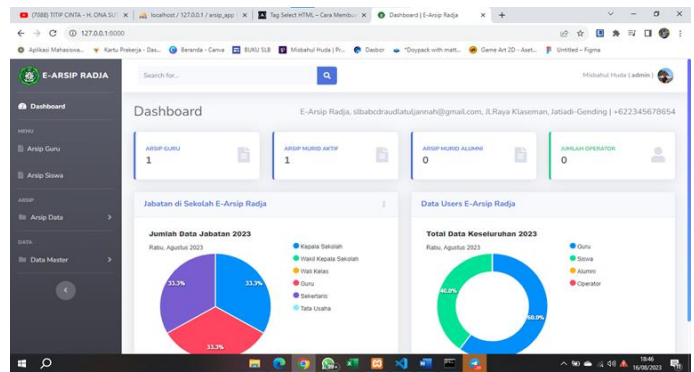 (7088) TITIP CINTA - H. ONA SU
localhost / 127.0.0.1 / arsip_app
Tag Select HTML – Cara Membu
Dashboard | E-Arsip Radja
127.0.0.1:8000
Aplikasi Mahasiswa...
Kartu Prekerja - Das...
Beranda - Canva
BUKU SLB
Misbahul Huda | Pr...
Dasbor
"Doypack with matt...
Game Art 2D - Aset...
Untitled – Figma
E-ARSIP RADJA
Search for...
Misbahul Huda ( admin )
Dashboard
MENU
Arsip Guru
Arsip Siswa
ARSIP
Arsip Data
DATA
Data Master
Dashboard
E-Arsip Radja, slbabcdraudlatuljannah@gmail.com, Jl.Raya Klaseman, Jatiadi-Gending | +622345678654
ARSIP GURU
1
ARSIP MURID AKTIF
1
ARSIP MURID ALUMNI
0
JUMLAH OPERATOR
0
Jabatan di Sekolah E-Arsip Radja
Jumlah Data Jabatan 2023
Rabu, Agustus 2023
33.3%
33.3%
33.3%
Kepala Sekolah
Wakil Kepala Sekolah
Wali Kelas
Guru
Sekertaris
Tata Usaha
Data Users E-Arsip Radja
Total Data Keseluruhan 2023
Rabu, Agustus 2023
40.0%
60.0%
Guru
Siswa
Alumni
Operator
99+
18:46
16/08/2023